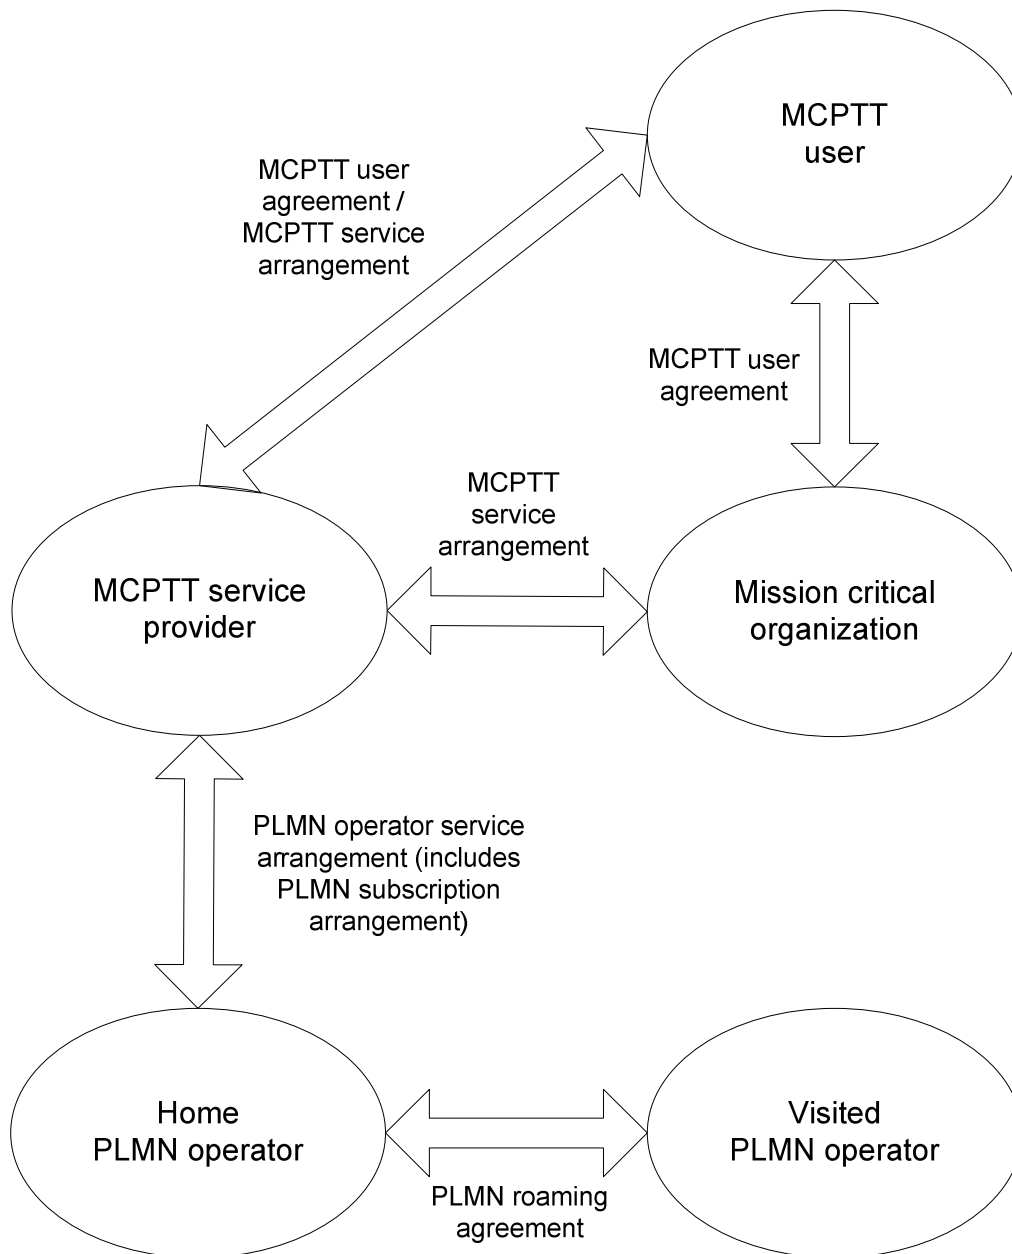 MCPTT
user
MCPTT user
agreement /
MCPTT service
arrangement
MCPTT user
agreement
MCPTT
service
arrangement
MCPTT service
provider
Mission critical
organization
PLMN operator service
arrangement (includes
PLMN subscription
arrangement)
Home
PLMN operator
Visited
PLMN operator
PLMN roaming
agreement